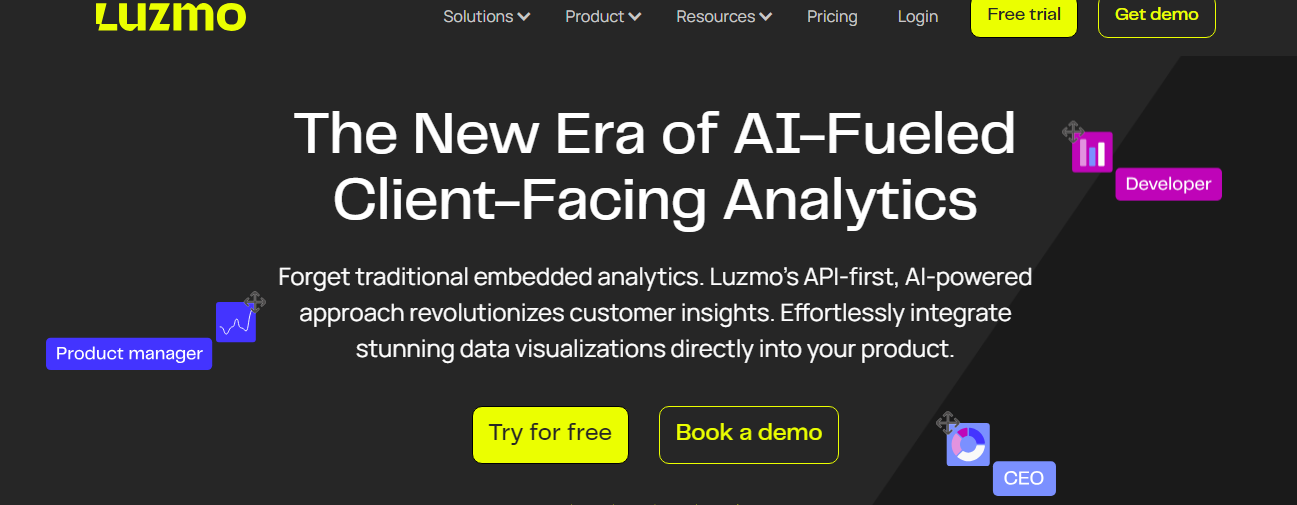 Luzmo
Solutions Product Resources Pricing Login Free trial Get demo
The New Era of AI-Fueled
Client-Facing Analytics
Developer
Forget traditional embedded analytics. Luzmo's API-first, AI-powered
approach revolutionizes customer insights. Effortlessly integrate
stunning data visualizations directly into your product.
Product manager
Try for free Book a demo
CEO